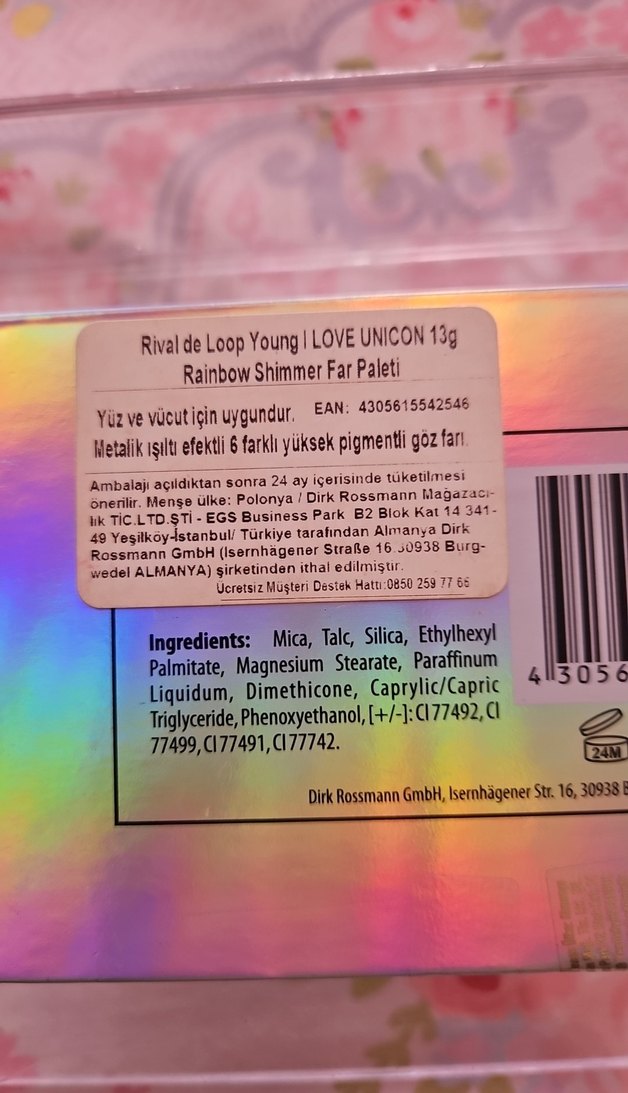 Rival de Loop Young I LOVE UNICON 13g
Rainbow Shimmer Far Paleti
Yüz ve vücut için uygundur. EAN: 4305615542546
Metalik ışıltı efektli 6 farklı yüksek pigmentli göz farı.
Ambalajı açıldıktan sonra 24 ay içerisinde tüketilmesi
önerilir. Menşe ülke: Polonya / Dirk Rossmann Mağazacı-
lık TİC.LTD.ŞTİ - EGS Business Park B2 Blok Kat 14 341-
49 Yeşilköy-İstanbul/ Türkiye tarafından Almanya Dirk
Rossmann GmbH (Isernhägener Straße 16.30938 Burg-
wedel ALMANYA) şirketinden ithal edilmiştir.
Ücretsiz Müşteri Destek Hattı:0850 259 77 66
Ingredients: Mica, Talc, Silica, Ethylhexyl
Palmitate, Magnesium Stearate, Paraffinum
Liquidum, Dimethicone, Caprylic/Capric
Triglyceride, Phenoxyethanol, [+/-]: CI 77492, CI
77499, CI 77491, CI 77742.
4 3056
24M
Dirk Rossmann GmbH, Isernhägener Str. 16, 30938 B